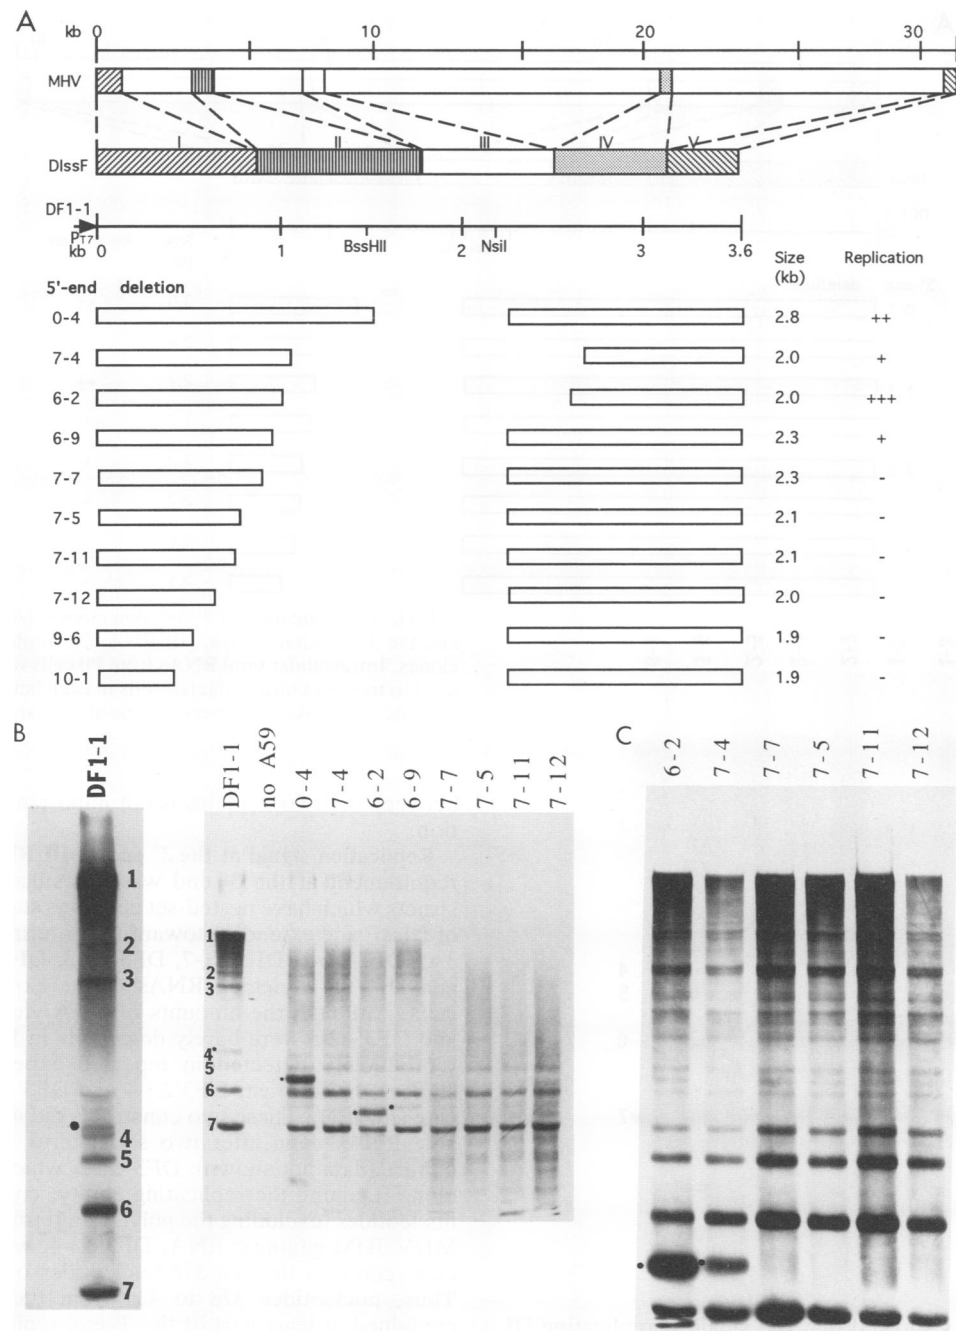 A
kb 0 10 20 30
MHV
I II III IV V
DIssF
DF1-1
PT7
kb 0 1 BssHII 2 NsiI 3 3.6
Size (kb) Replication
5'-end deletion
0-4 2.8 ++
7-4 2.0 +
6-2 2.0 +++
6-9 2.3 +
7-7 2.3 -
7-5 2.1 -
7-11 2.1 -
7-12 2.0 -
9-6 1.9 -
10-1 1.9 -
B
DF1-1
1
2
3
4
5
6
7
DF1-1 no A59 0-4 7-4 6-2 6-9 7-7 7-5 7-11 7-12
1
2
3
4
5
6
7
C
6-2 7-4 7-7 7-5 7-11 7-12